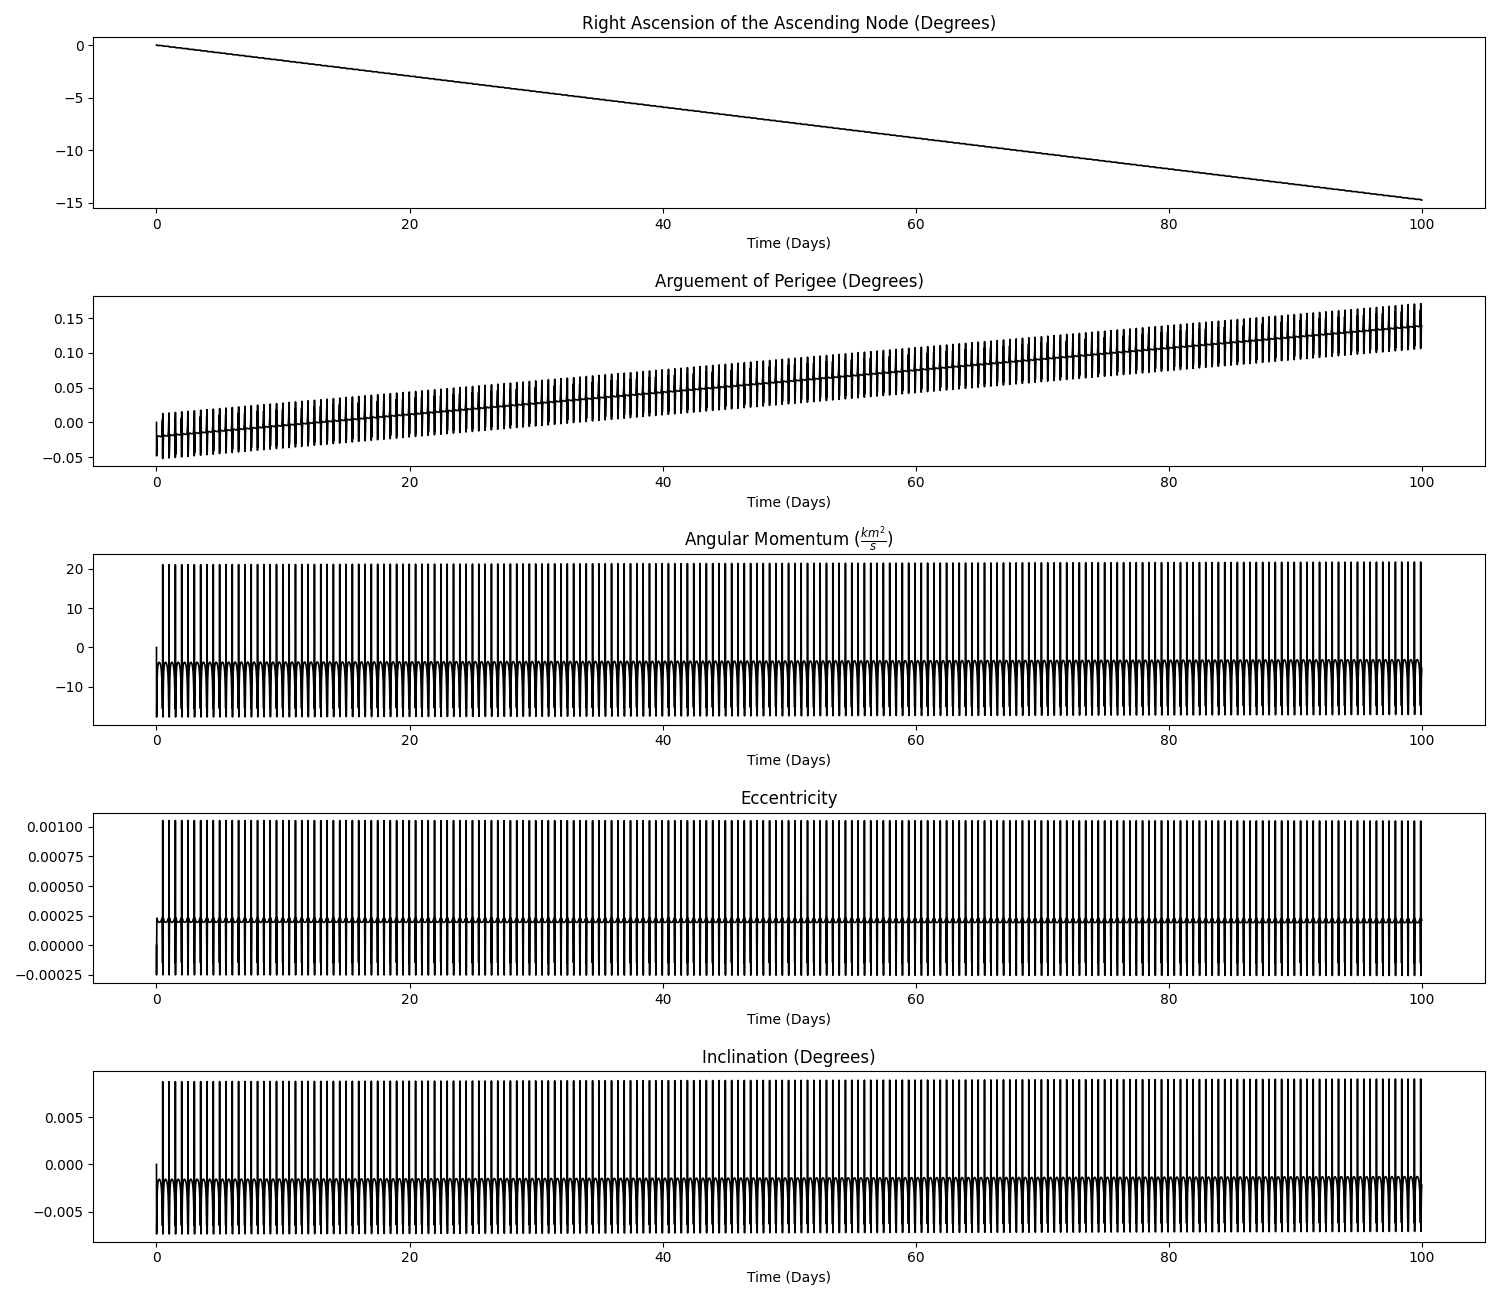 Right Ascension of the Ascending Node (Degrees)
0
−5
−10
−15
0 20 40 60 80 100
Time (Days)
Arguement of Perigee (Degrees)
0.15
0.10
0.05
0.00
−0.05
0 20 40 60 80 100
Time (Days)
Angular Momentum (km²/s)
20
10
0
−10
0 20 40 60 80 100
Time (Days)
Eccentricity
0.00100
0.00075
0.00050
0.00025
0.00000
−0.00025
0 20 40 60 80 100
Time (Days)
Inclination (Degrees)
0.005
0.000
−0.005
0 20 40 60 80 100
Time (Days)